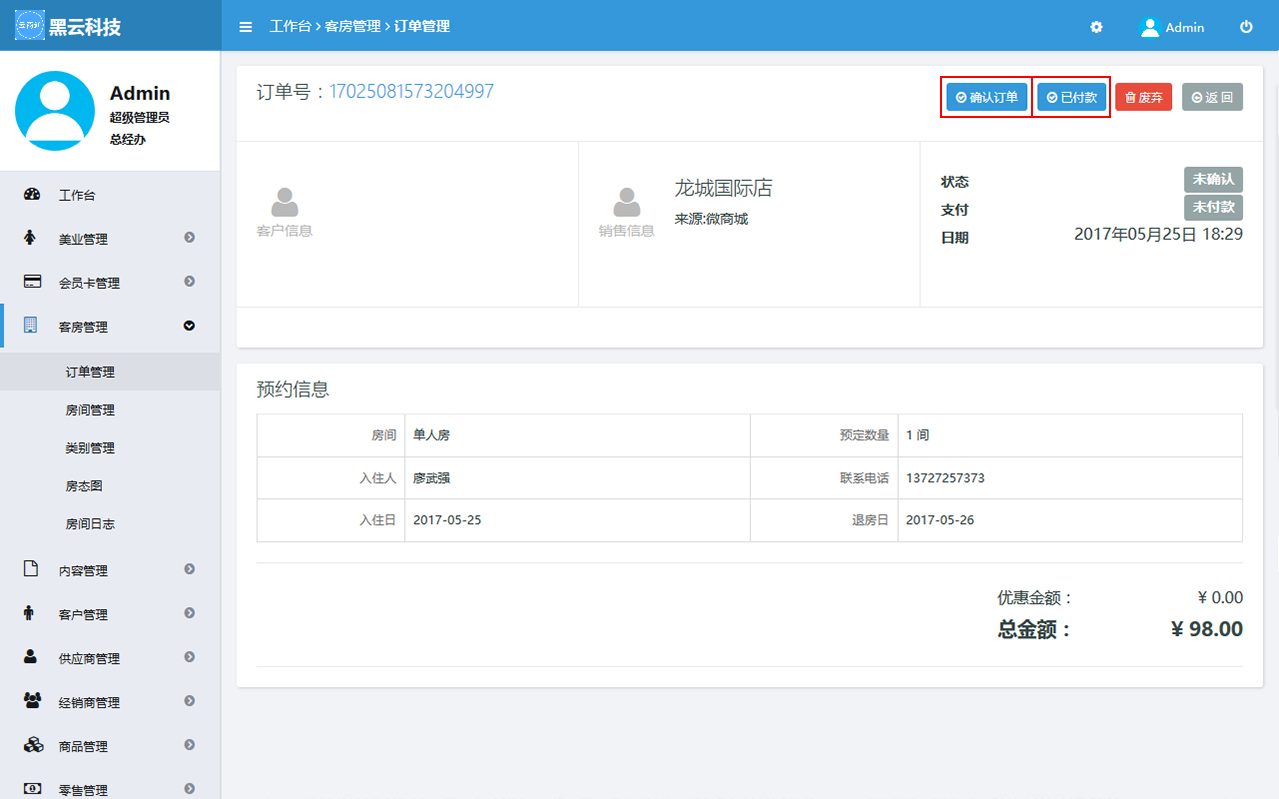 黑云科技
工作台 > 客房管理 > 订单管理
Admin
Admin
超级管理员
总经办
工作台
美业管理
会员卡管理
客房管理
订单管理
房间管理
类别管理
房态图
房间日志
内容管理
客户管理
供应商管理
经销商管理
商品管理
零售管理
订单号：17025081573204997
确认订单
已付款
废弃
返 回
客户信息
销售信息
龙城国际店
来源:微商城
状态 未确认
支付 未付款
日期 2017年05月25日 18:29
预约信息
房间 单人房 预定数量 1 间
入住人 廖武强 联系电话 13727257373
入住日 2017-05-25 退房日 2017-05-26
优惠金额： ¥ 0.00
总金额： ¥ 98.00